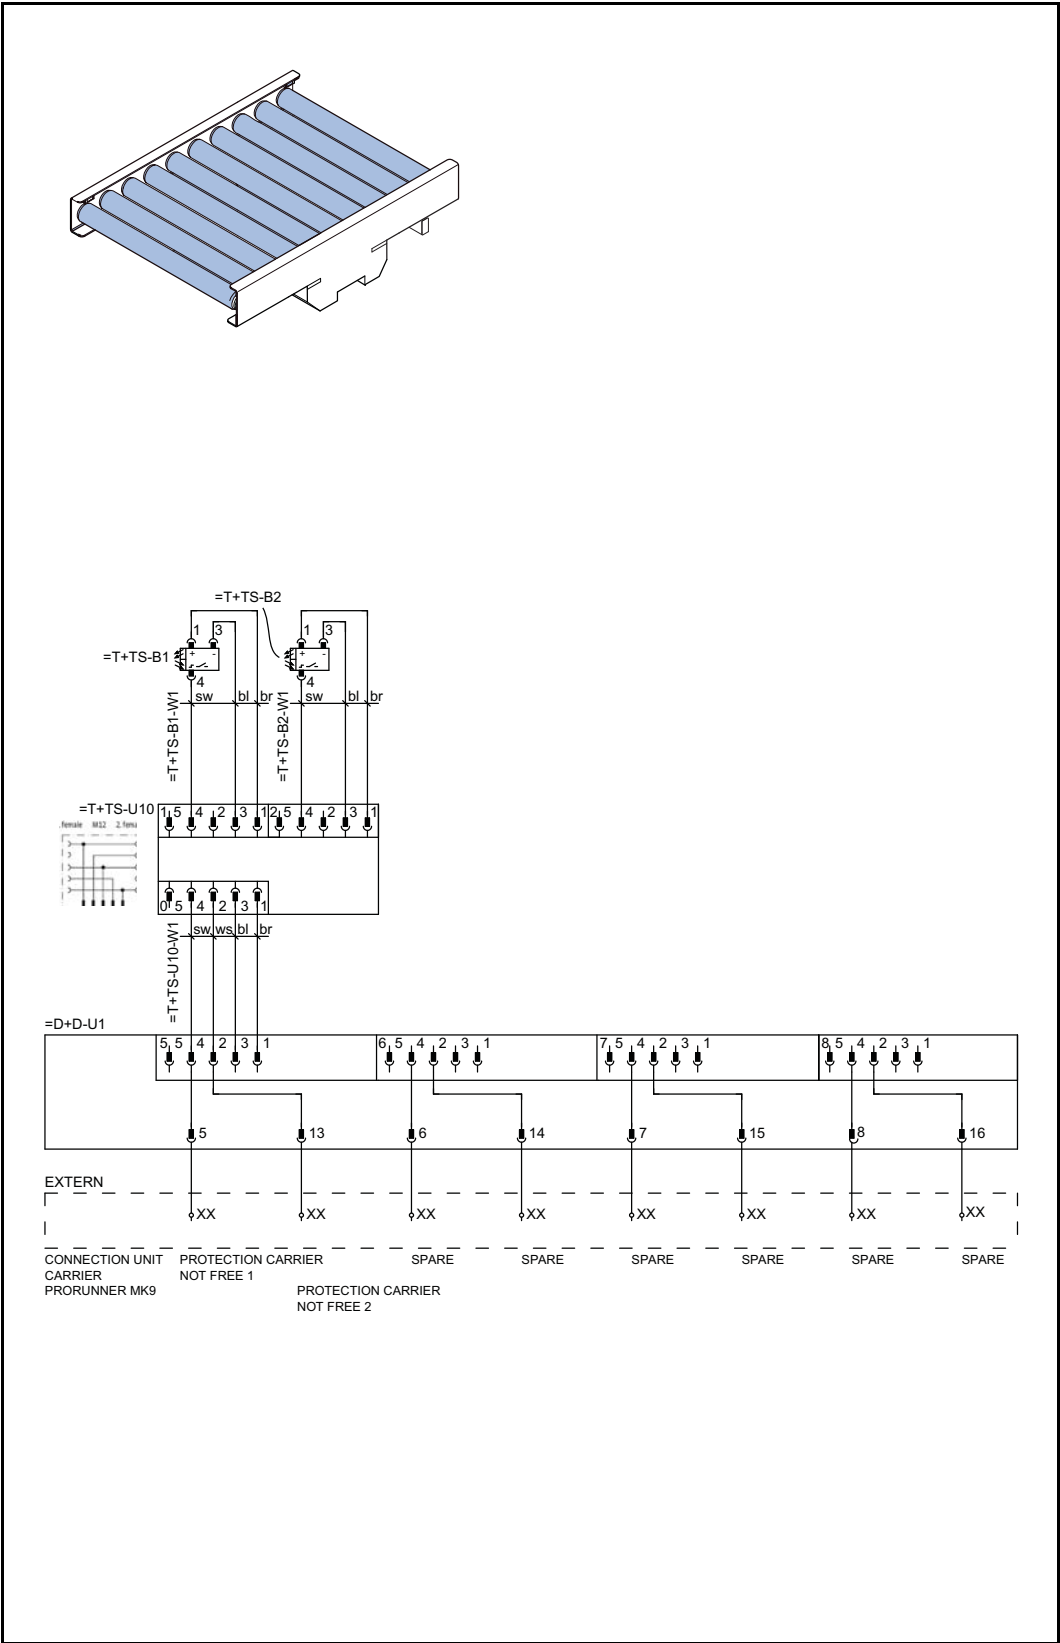 =T+TS-B2
1 3 1 3
=T+TS-B1 + - + -
4 4
sw bl br sw bl br
=T+TS-B1-W1
=T+TS-B2-W1
=T+TS-U10
1 5 4 2 3 1 2 5 4 2 3 1
female M12 2. fema
0 5 4 2 3 1
sw ws bl br
=T+TS-U10-W1
=D+D-U1
5 5 4 2 3 1 6 5 4 2 3 1 7 5 4 2 3 1 8 5 4 2 3 1
5 13 6 14 7 15 8 16
EXTERN
XX XX XX XX XX XX XX XX
CONNECTION UNIT
CARRIER
PRORUNNER MK9
PROTECTION CARRIER
NOT FREE 1
PROTECTION CARRIER
NOT FREE 2
SPARE SPARE SPARE SPARE SPARE SPARE